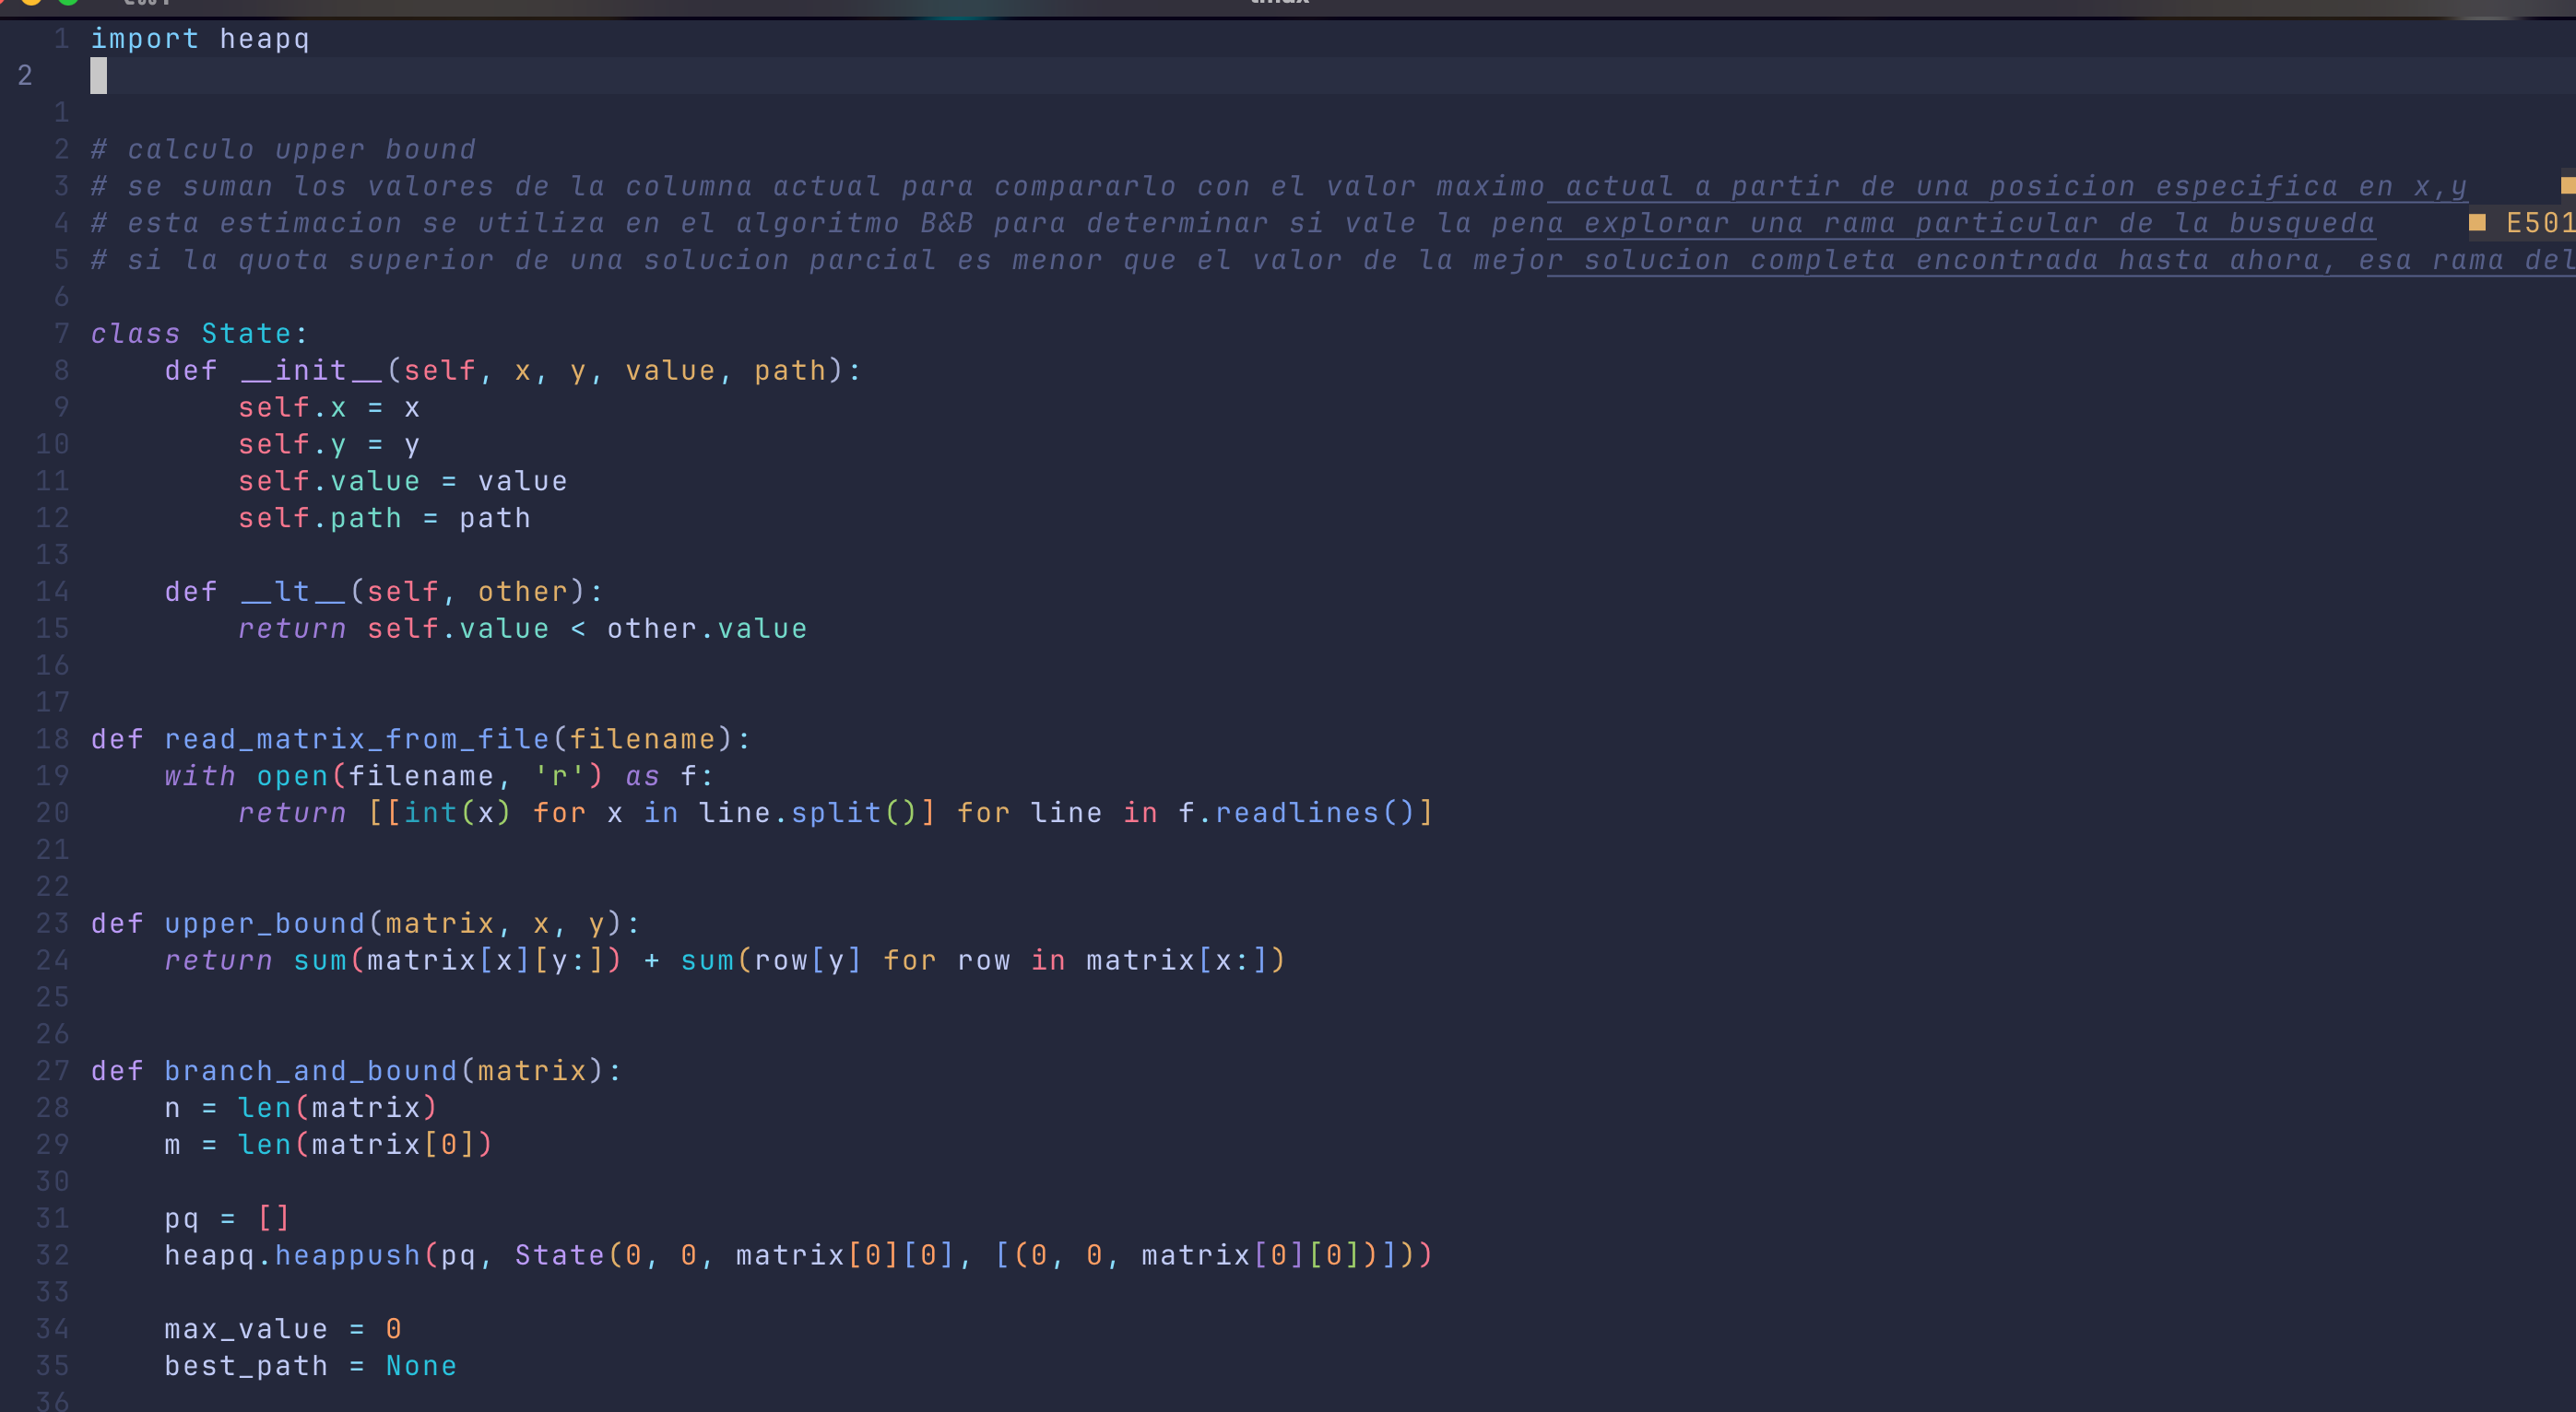 1 import heapq
2
1
2 # calculo upper bound
3 # se suman los valores de la columna actual para compararlo con el valor maximo actual a partir de una posicion especifica en x,y
4 # esta estimacion se utiliza en el algoritmo B&B para determinar si vale la pena explorar una rama particular de la busqueda ■ E501
5 # si la quota superior de una solucion parcial es menor que el valor de la mejor solucion completa encontrada hasta ahora, esa rama del
6
7 class State:
8     def __init__(self, x, y, value, path):
9         self.x = x
10         self.y = y
11         self.value = value
12         self.path = path
13
14     def __lt__(self, other):
15         return self.value < other.value
16
17
18 def read_matrix_from_file(filename):
19     with open(filename, 'r') as f:
20         return [[int(x) for x in line.split()] for line in f.readlines()]
21
22
23 def upper_bound(matrix, x, y):
24     return sum(matrix[x][y:]) + sum(row[y] for row in matrix[x:])
25
26
27 def branch_and_bound(matrix):
28     n = len(matrix)
29     m = len(matrix[0])
30
31     pq = []
32     heapq.heappush(pq, State(0, 0, matrix[0][0], [(0, 0, matrix[0][0])]))
33
34     max_value = 0
35     best_path = None
36